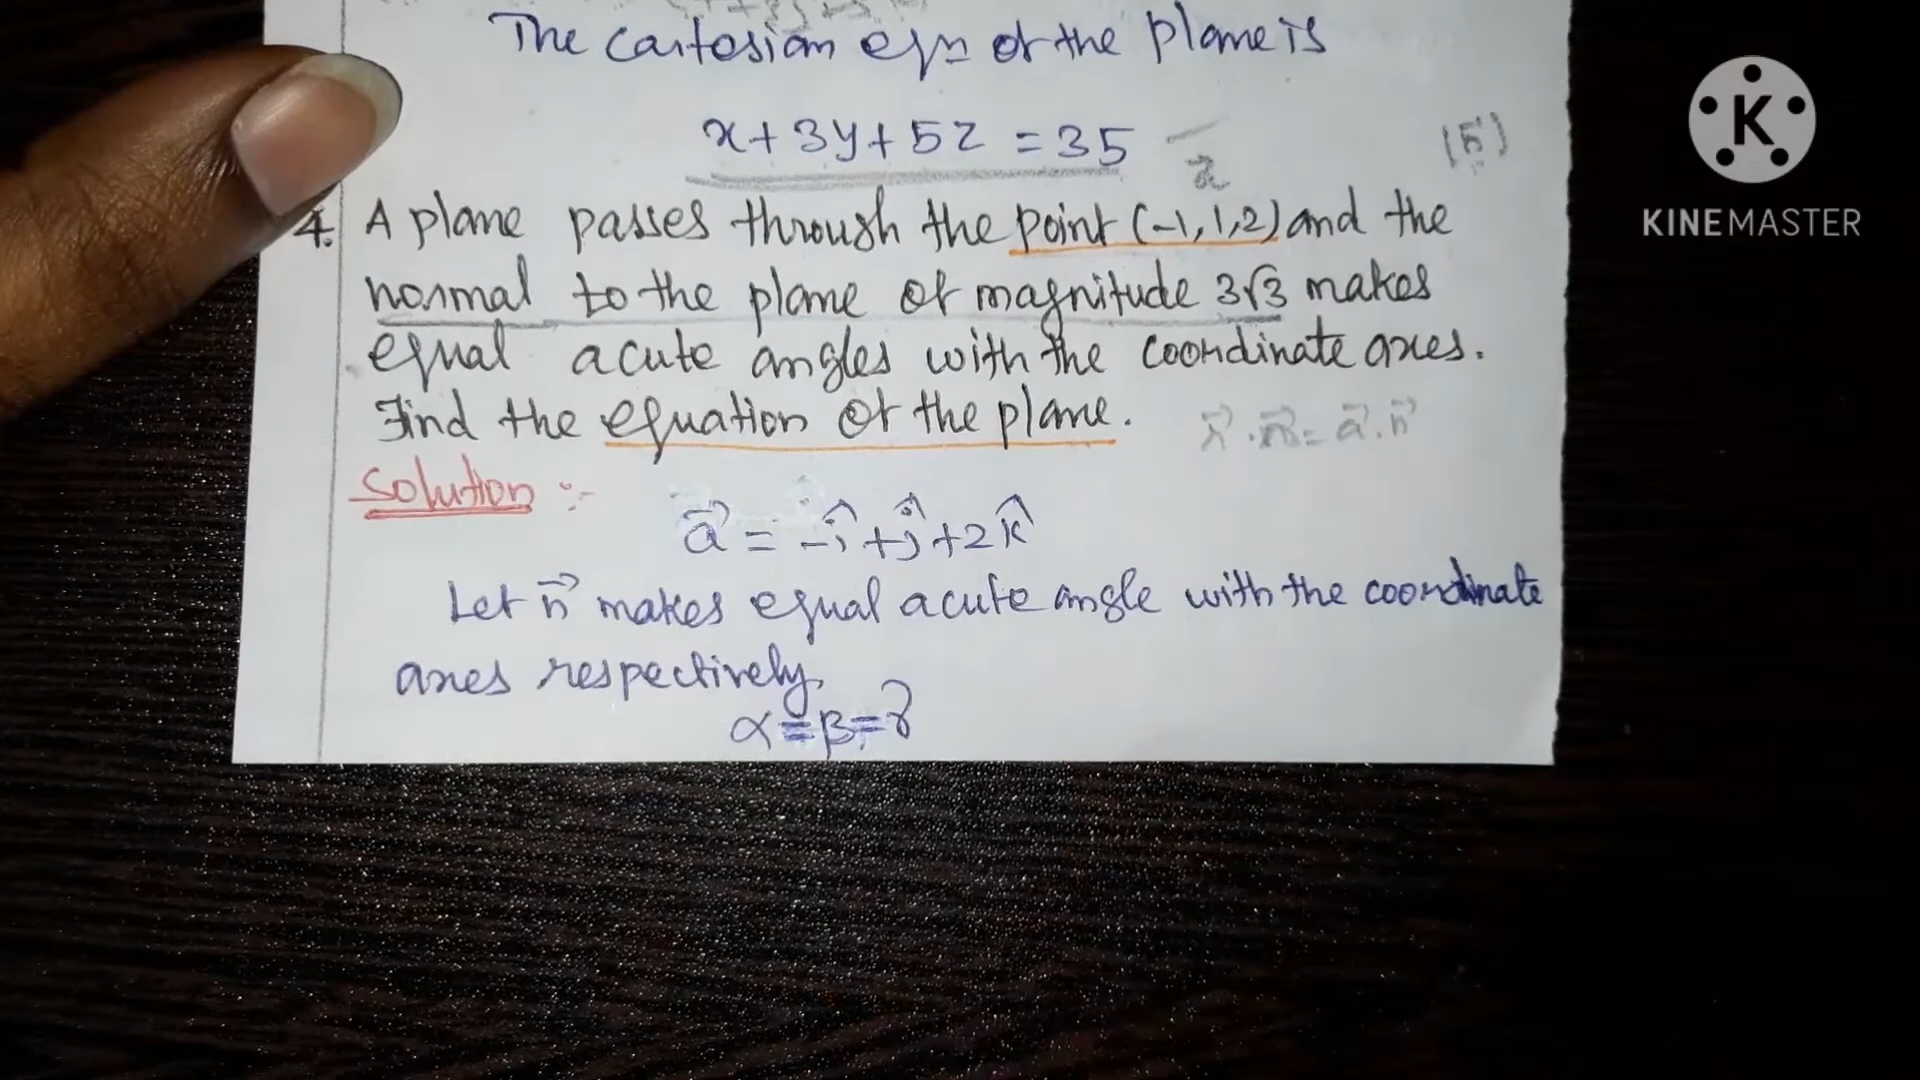 The cartesian eqn of the plane is
x + 3y + 5z = 35
4. A plane passes through the point (-1, 1, 2) and the
normal to the plane of magnitude 3√3 makes
equal acute angles with the coordinate axes.
Find the equation of the plane.
r⃗ . n⃗ = a⃗ . n⃗
Solution :-
a⃗ = -î + ĵ + 2k̂
Let n⃗ makes equal acute angle with the coordinate
axes respectively.
α = β = γ
KINEMASTER